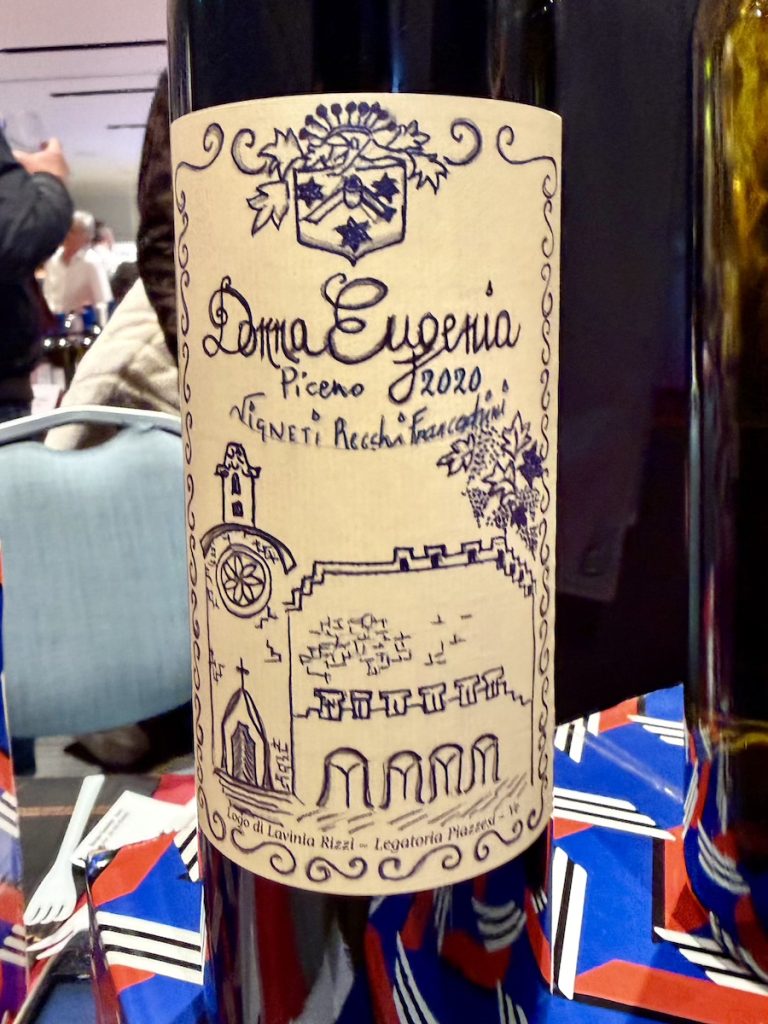 Donna Eugenia
Piceno 2020
Vigneti Recchi Franceschini
Logo di Lavinia Rizzi – Legatoria Piazzesi – Ve